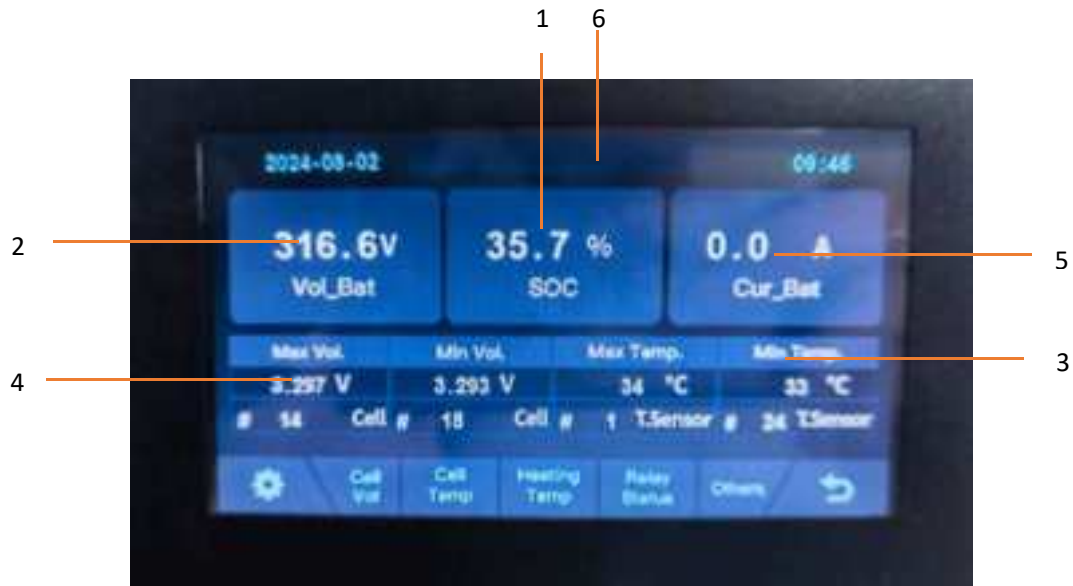 1 6
2024-08-02 09:46
2 316.6V 35.7 % 0.0 A 5
Vol_Bat SOC Cur_Bat
Max Vol. Min Vol. Max Temp. Min Temp. 3
4 3.297 V 3.293 V 34 °C 33 °C
# 14 Cell # 18 Cell # 1 T.Sensor # 24 T.Sensor
Cell Vol Cell Temp Heating Temp Relay Status Others